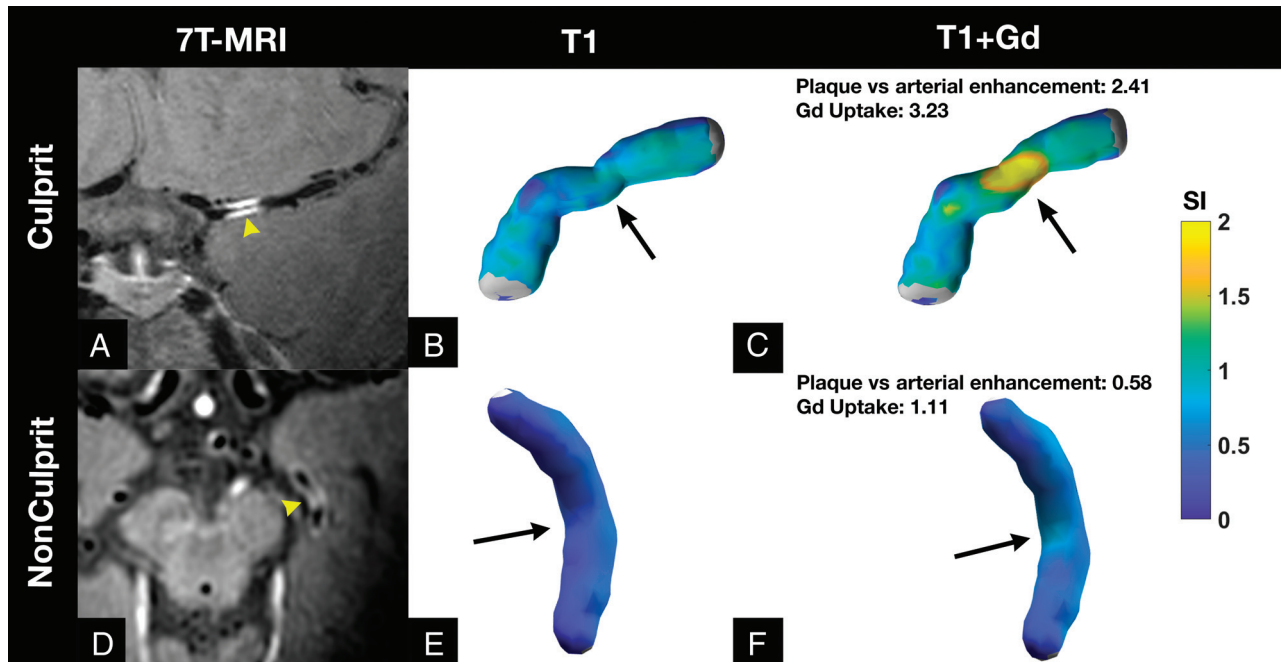 7T-MRI
T1
T1+Gd
Culprit
Plaque vs arterial enhancement: 2.41
Gd Uptake: 3.23
A
B
C
SI
2
1.5
1
0.5
0
NonCulprit
Plaque vs arterial enhancement: 0.58
Gd Uptake: 1.11
D
E
F